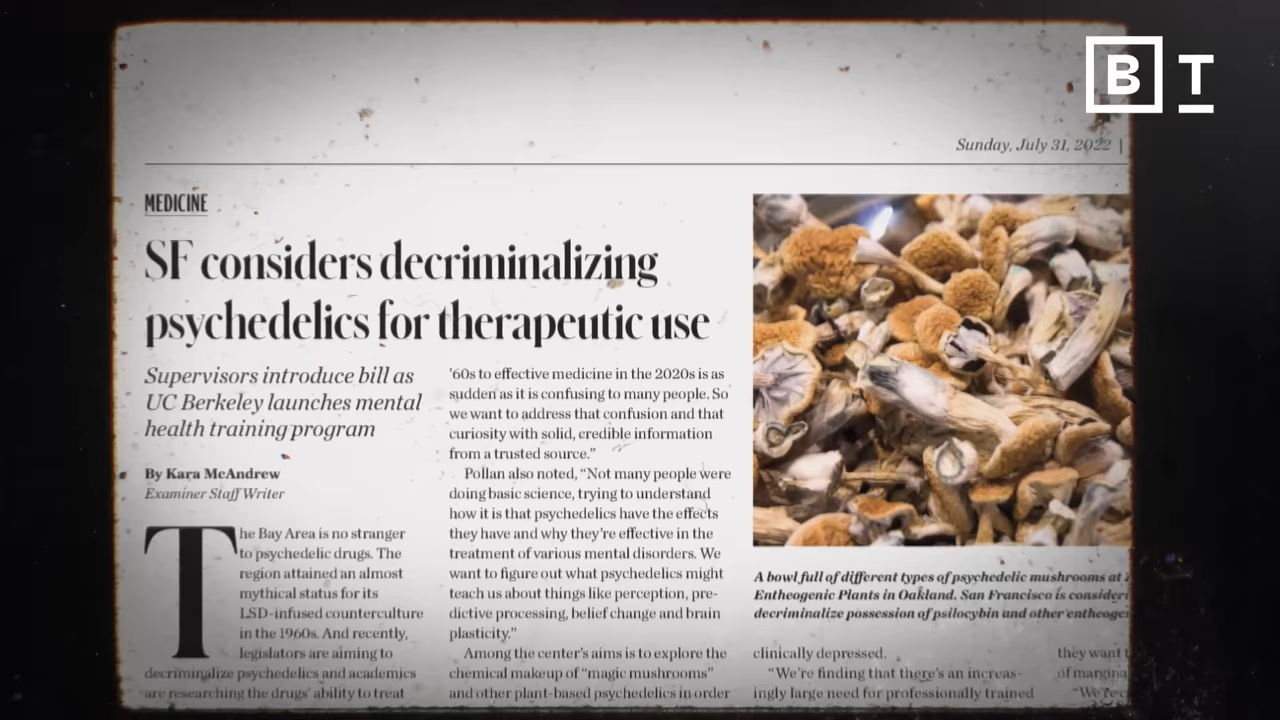 B T
Sunday, July 31, 2022 |
MEDICINE
SF considers decriminalizing
psychedelics for therapeutic use
Supervisors introduce bill as
UC Berkeley launches mental
health training program
By Kara McAndrew
Examiner Staff Writer
The Bay Area is no stranger
to psychedelic drugs. The
region attained an almost
mythical status for its
LSD-infused counterculture
in the 1960s. And recently,
legislators are aiming to
decriminalize psychedelics and academics
are researching the drugs' ability to treat
'60s to effective medicine in the 2020s is as
sudden as it is confusing to many people. So
we want to address that confusion and that
curiosity with solid, credible information
from a trusted source.”
Pollan also noted, “Not many people were
doing basic science, trying to understand
how it is that psychedelics have the effects
they have and why they're effective in the
treatment of various mental disorders. We
want to figure out what psychedelics might
teach us about things like perception, pre-
dictive processing, belief change and brain
plasticity.”
Among the center's aims is to explore the
chemical makeup of “magic mushrooms”
and other plant-based psychedelics in order
A bowl full of different types of psychedelic mushrooms at
Entheogenic Plants in Oakland. San Francisco is consideri
decriminalize possession of psilocybin and other entheoge
clinically depressed.
“We're finding that there's an increas-
ingly large need for professionally trained
they want
of margina
“We're